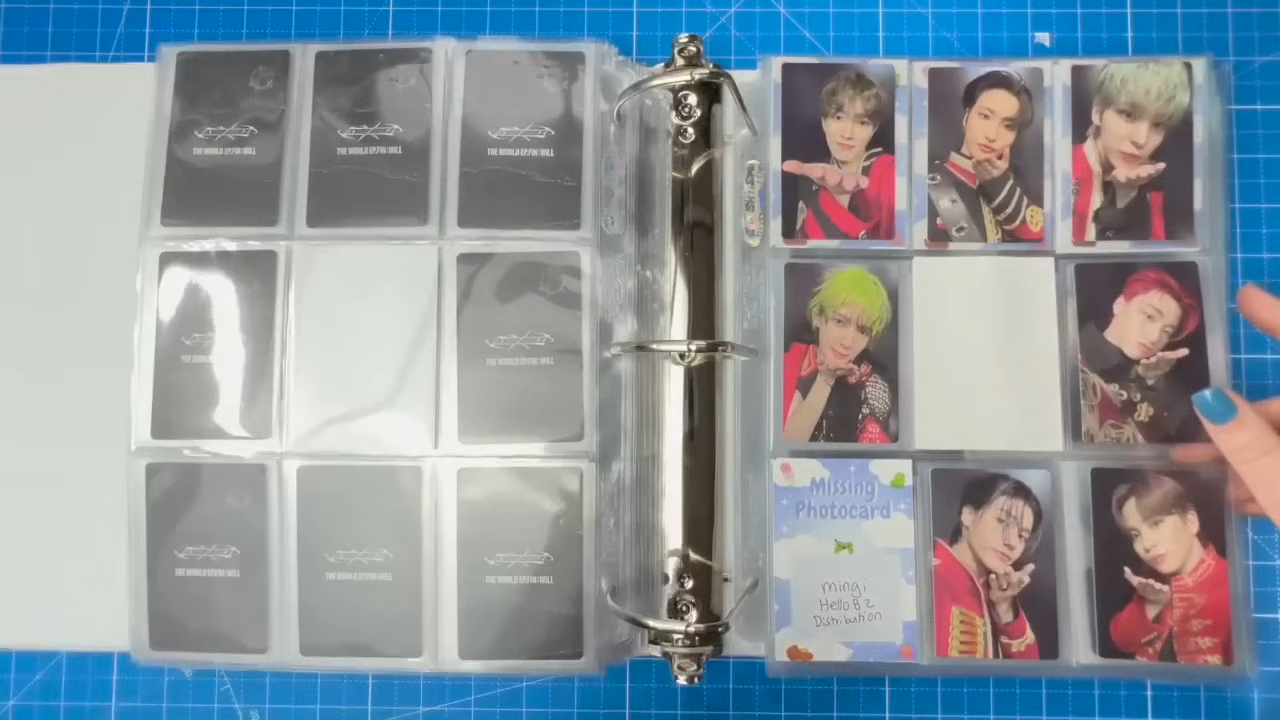 THE WORLD EP.FIN : WILL
THE WORLD EP.FIN : WILL
THE WORLD EP.FIN : WILL
THE WORLD EP.FIN : WILL
THE WORLD EP.FIN : WILL
THE WORLD EP.FIN : WILL
THE WORLD EP.FIN : WILL
Missing
Photocard
mingi
Hello 82
Distribution